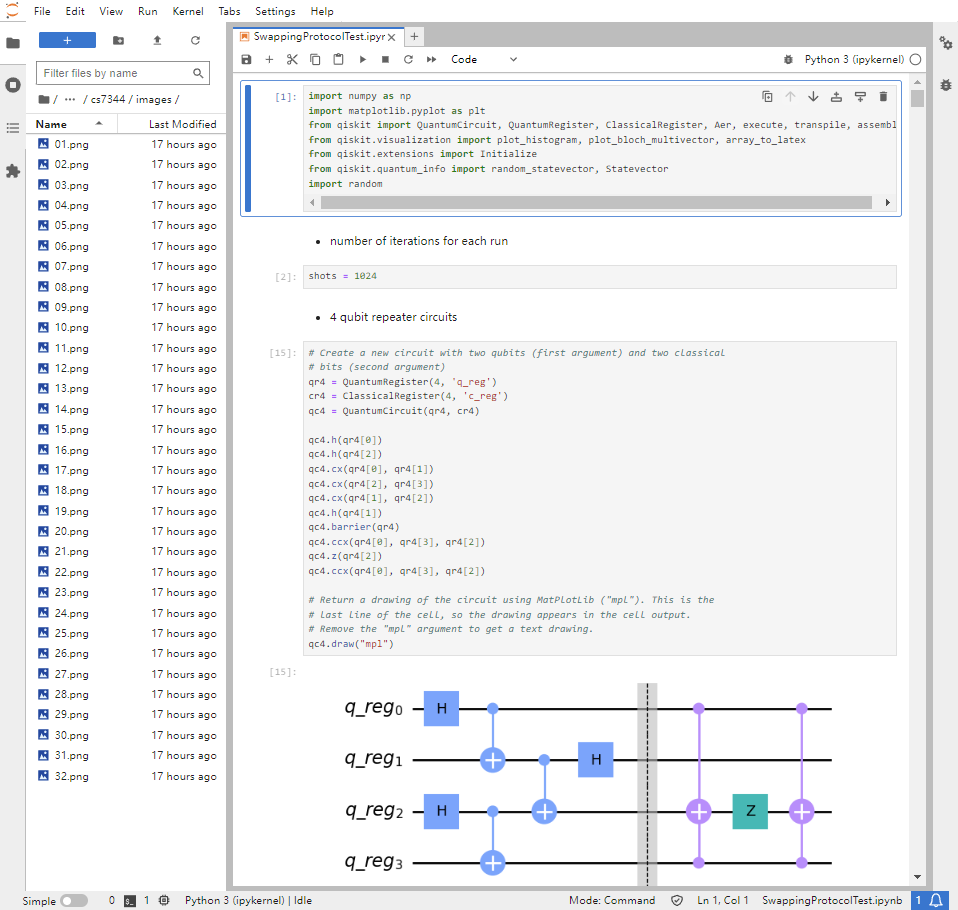 File Edit View Run Kernel Tabs Settings Help
+
Filter files by name
/ ··· / cs7344 / images /
Name Last Modified
01.png 17 hours ago
02.png 17 hours ago
03.png 17 hours ago
04.png 17 hours ago
05.png 17 hours ago
06.png 17 hours ago
07.png 17 hours ago
08.png 17 hours ago
09.png 17 hours ago
10.png 17 hours ago
11.png 17 hours ago
12.png 17 hours ago
13.png 17 hours ago
14.png 17 hours ago
15.png 17 hours ago
16.png 17 hours ago
17.png 17 hours ago
18.png 17 hours ago
19.png 17 hours ago
20.png 17 hours ago
21.png 17 hours ago
22.png 17 hours ago
23.png 17 hours ago
24.png 17 hours ago
25.png 17 hours ago
26.png 17 hours ago
27.png 17 hours ago
28.png 17 hours ago
29.png 17 hours ago
30.png 17 hours ago
31.png 17 hours ago
32.png 17 hours ago
SwappingProtocolTest.ipyr × +
Code Python 3 (ipykernel)
[1]:
import numpy as np
import matplotlib.pyplot as plt
from qiskit import QuantumCircuit, QuantumRegister, ClassicalRegister, Aer, execute, transpile, assembl
from qiskit.visualization import plot_histogram, plot_bloch_multivector, array_to_latex
from qiskit.extensions import Initialize
from qiskit.quantum_info import random_statevector, Statevector
import random
• number of iterations for each run
[2]:
shots = 1024
• 4 qubit repeater circuits
[15]:
# Create a new circuit with two qubits (first argument) and two classical
# bits (second argument)
qr4 = QuantumRegister(4, 'q_reg')
cr4 = ClassicalRegister(4, 'c_reg')
qc4 = QuantumCircuit(qr4, cr4)
qc4.h(qr4[0])
qc4.h(qr4[2])
qc4.cx(qr4[0], qr4[1])
qc4.cx(qr4[2], qr4[3])
qc4.cx(qr4[1], qr4[2])
qc4.h(qr4[1])
qc4.barrier(qr4)
qc4.ccx(qr4[0], qr4[3], qr4[2])
qc4.z(qr4[2])
qc4.ccx(qr4[0], qr4[3], qr4[2])
# Return a drawing of the circuit using MatPlotLib ("mpl"). This is the
# last line of the cell, so the drawing appears in the cell output.
# Remove the "mpl" argument to get a text drawing.
qc4.draw("mpl")
[15]:
q_reg₀ H
q_reg₁ H
q_reg₂ H Z
q_reg₃
Simple 0 1 Python 3 (ipykernel) | Idle Mode: Command Ln 1, Col 1 SwappingProtocolTest.ipynb 1